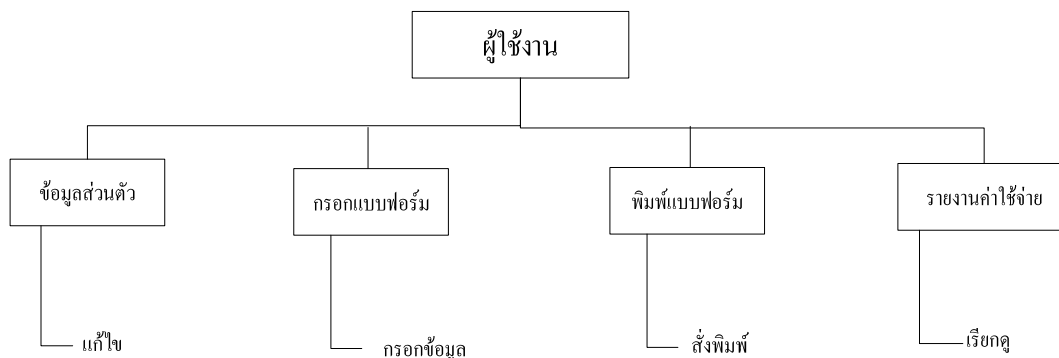 ผู้ใช้งาน
ข้อมูลส่วนตัว
กรอกแบบฟอร์ม
พิมพ์แบบฟอร์ม
รายงานค่าใช้จ่าย
แก้ไข
กรอกข้อมูล
สั่งพิมพ์
เรียกดู